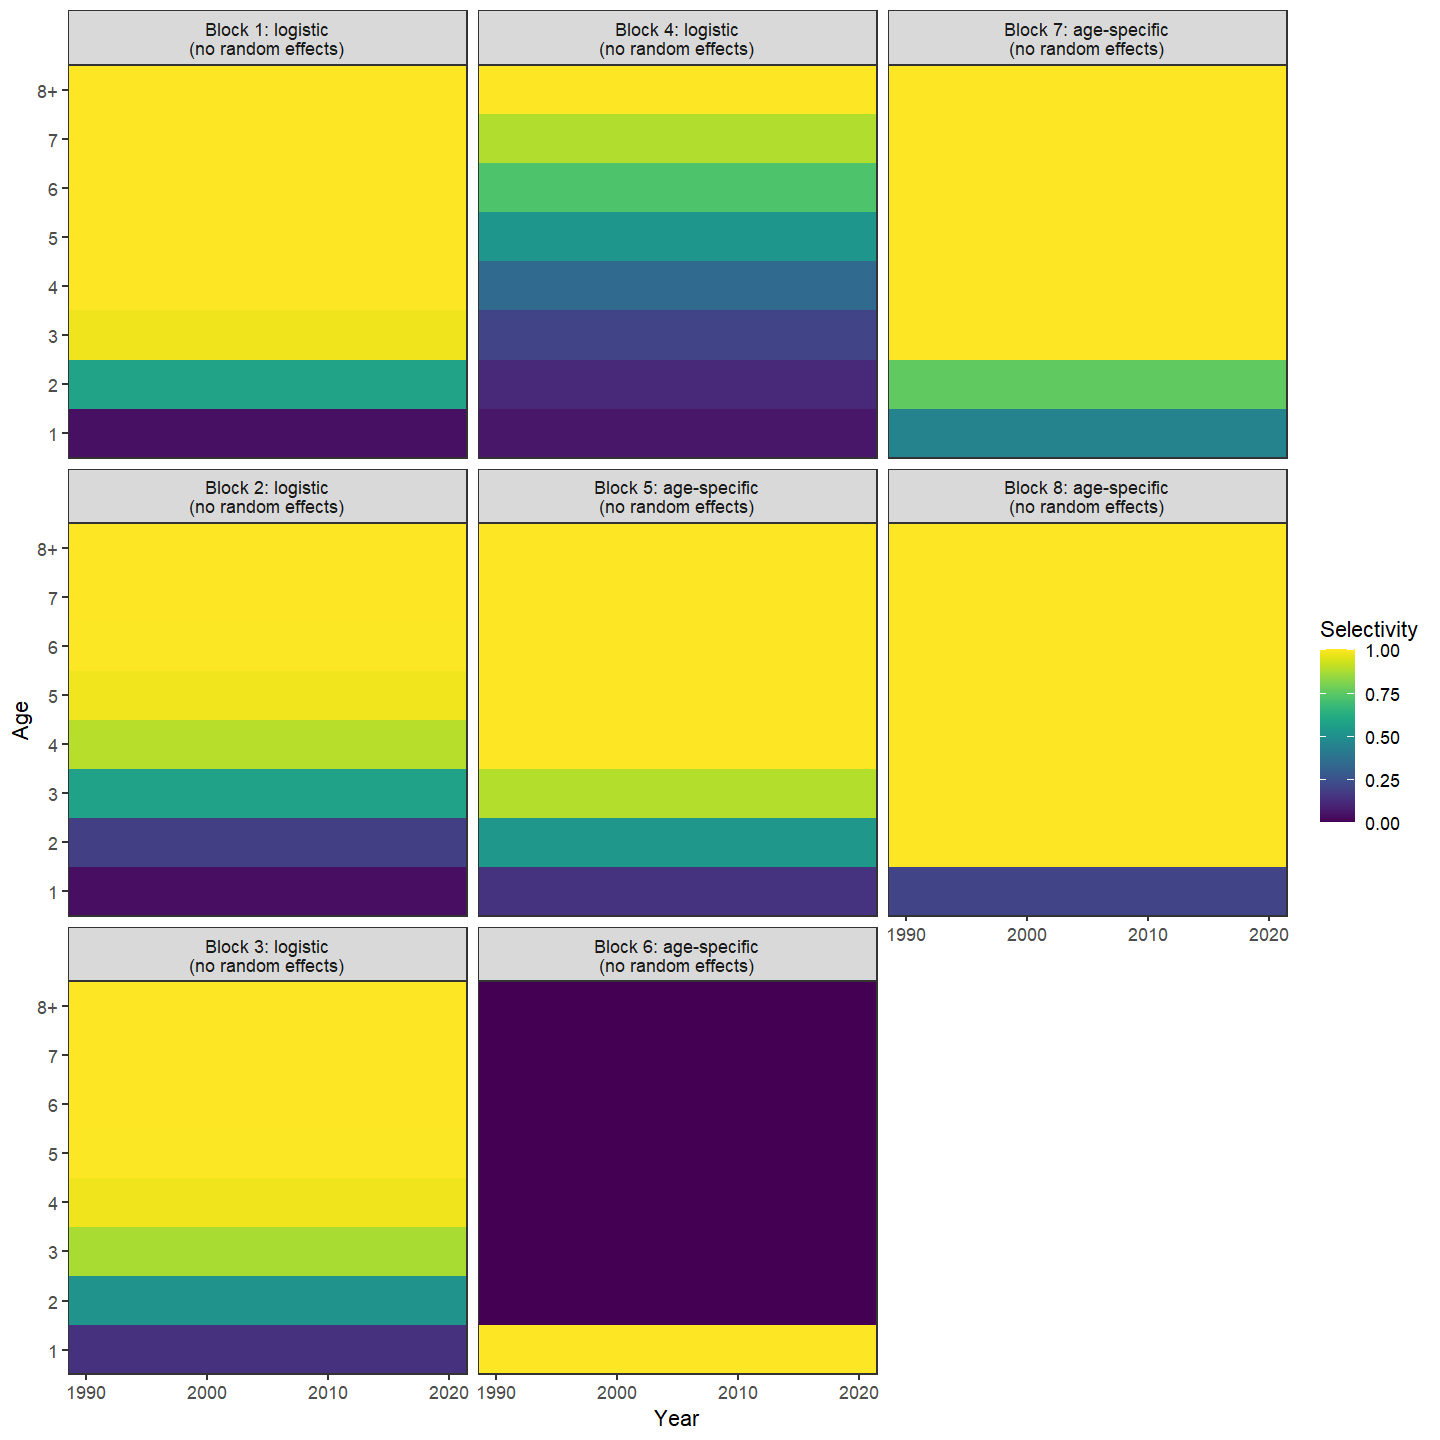 Block 1: logistic
(no random effects)
Block 4: logistic
(no random effects)
Block 7: age-specific
(no random effects)
8+
7
6
5
4
3
2
1
Block 2: logistic
(no random effects)
Block 5: age-specific
(no random effects)
Block 8: age-specific
(no random effects)
8+
7
6
5
4
3
2
1
1990
2000
2010
2020
Block 3: logistic
(no random effects)
Block 6: age-specific
(no random effects)
8+
7
6
5
4
3
2
1
1990
2000
2010
2020
1990
2000
2010
2020
Age
Year
Selectivity
1.00
0.75
0.50
0.25
0.00